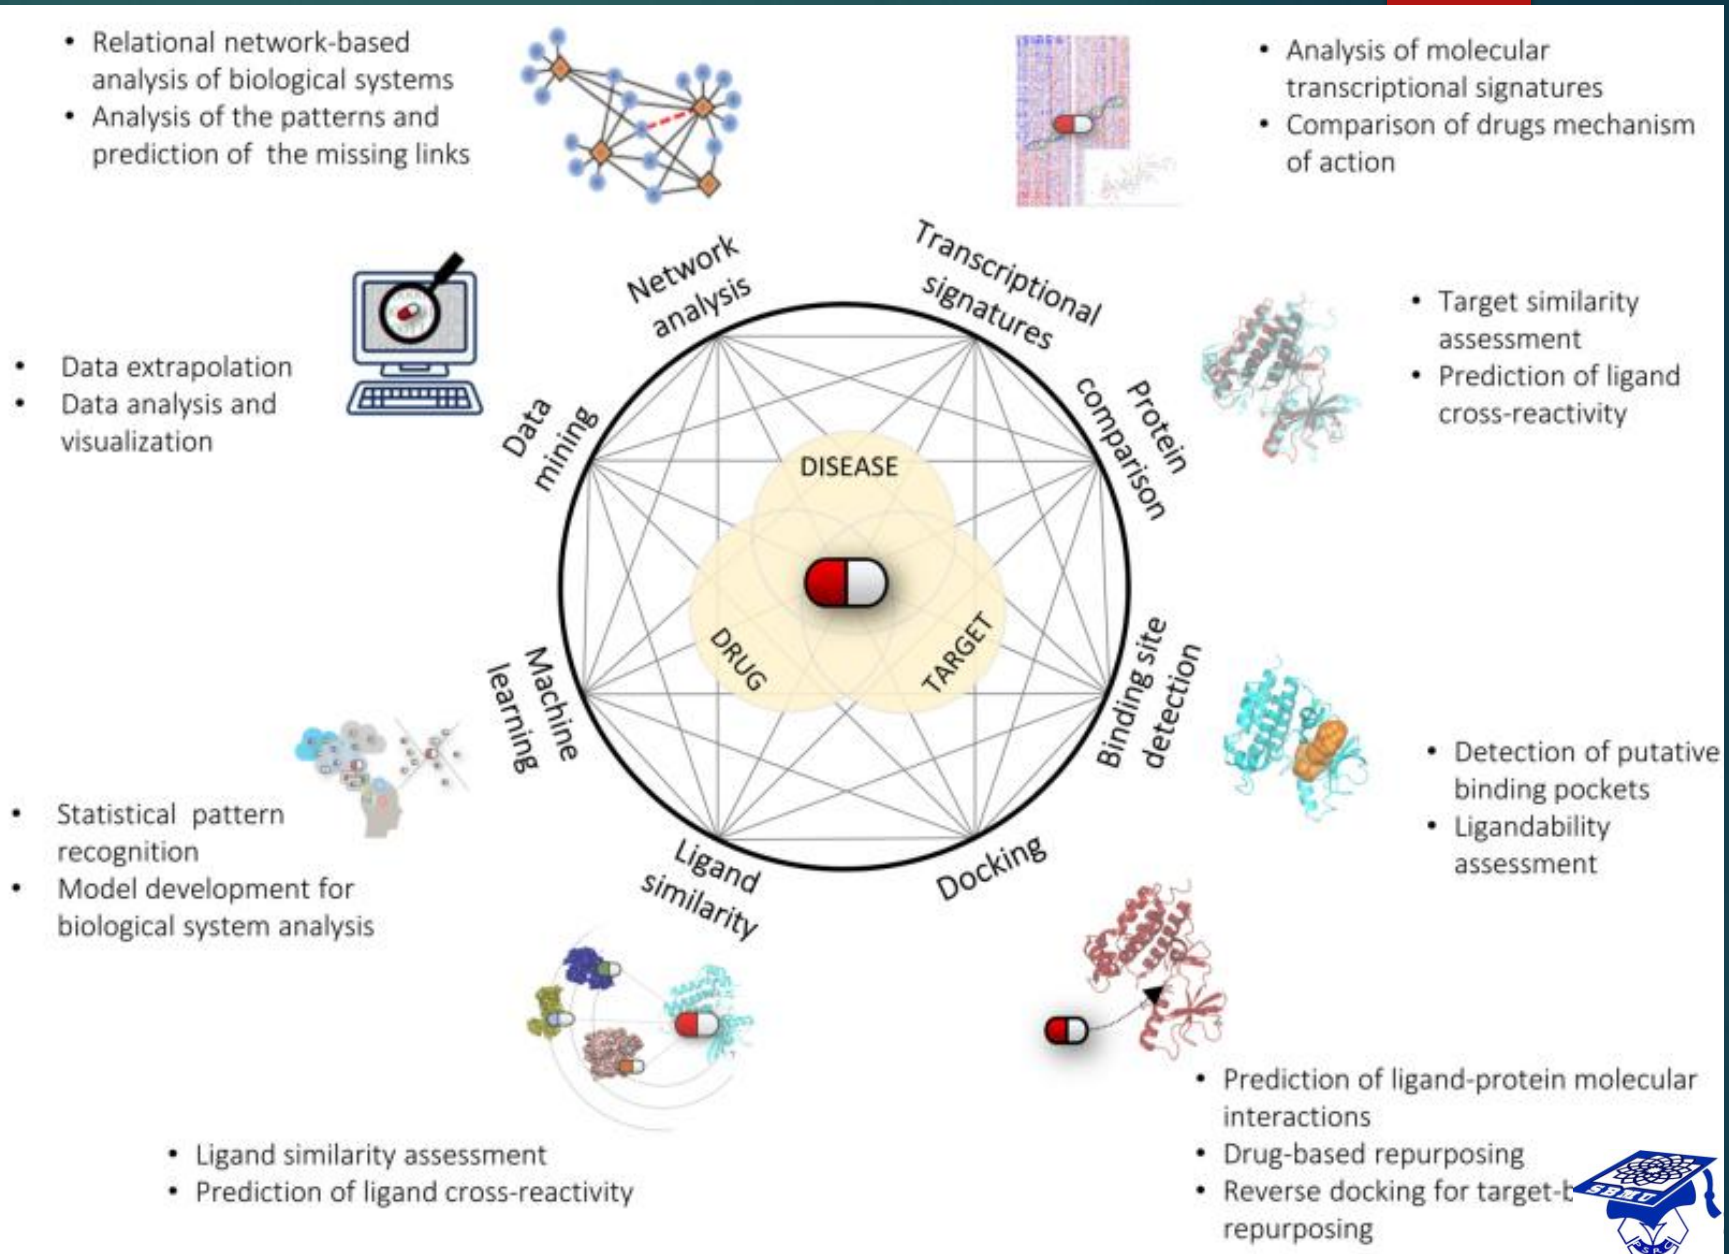 • Relational network-based
analysis of biological systems
• Analysis of the patterns and
prediction of the missing links
• Analysis of molecular
transcriptional signatures
• Comparison of drugs mechanism
of action
Network
analysis
Transcriptional
signatures
• Target similarity
assessment
• Prediction of ligand
cross-reactivity
• Data extrapolation
• Data analysis and
visualization
Data
mining
Protein
comparison
DISEASE
DRUG
TARGET
Machine
learning
Binding site
detection
• Detection of putative
binding pockets
• Ligandability
assessment
• Statistical pattern
recognition
• Model development for
biological system analysis
Ligand
similarity
Docking
• Prediction of ligand-protein molecular
interactions
• Drug-based repurposing
• Reverse docking for target-b
repurposing
• Ligand similarity assessment
• Prediction of ligand cross-reactivity
SBMU
PSRC